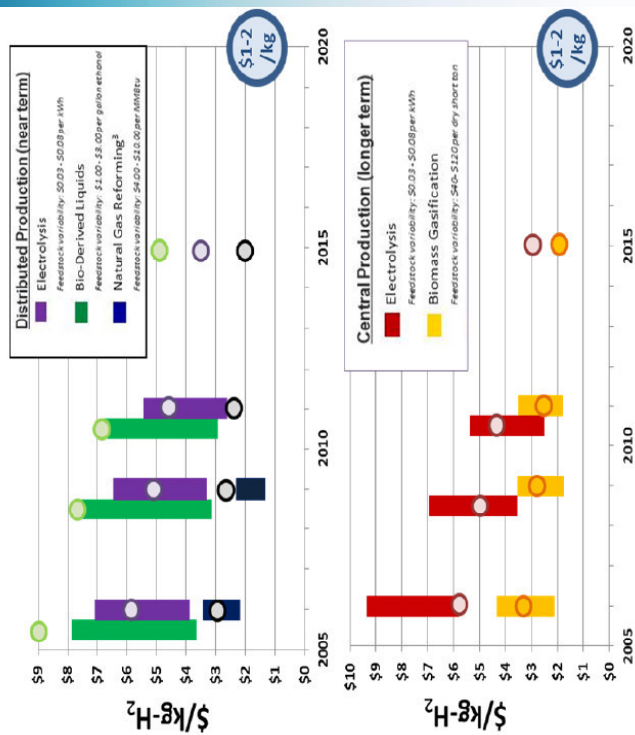 $/kg-H₂
$9
$8
$7
$6
$5
$4
$3
$2
$1
$0
2005
2010
2015
2020
Distributed Production (near term)
Electrolysis
Feedstock variability: $0.03 - $0.08 per kWh
Bio-Derived Liquids
Feedstock variability: $1.00 - $3.00 per gallon ethanol
Natural Gas Reforming³
Feedstock variability: $4.00 - $10.00 per MMBtu
$1-2
/kg
$/kg-H₂
$10
$9
$8
$7
$6
$5
$4
$3
$2
$1
$0
2005
2010
2015
2020
Central Production (longer term)
Electrolysis
Feedstock variability: $0.03 - $0.08 per kWh
Biomass Gasification
Feedstock variability: $40- $120 per dry short ton
$1-2
/kg